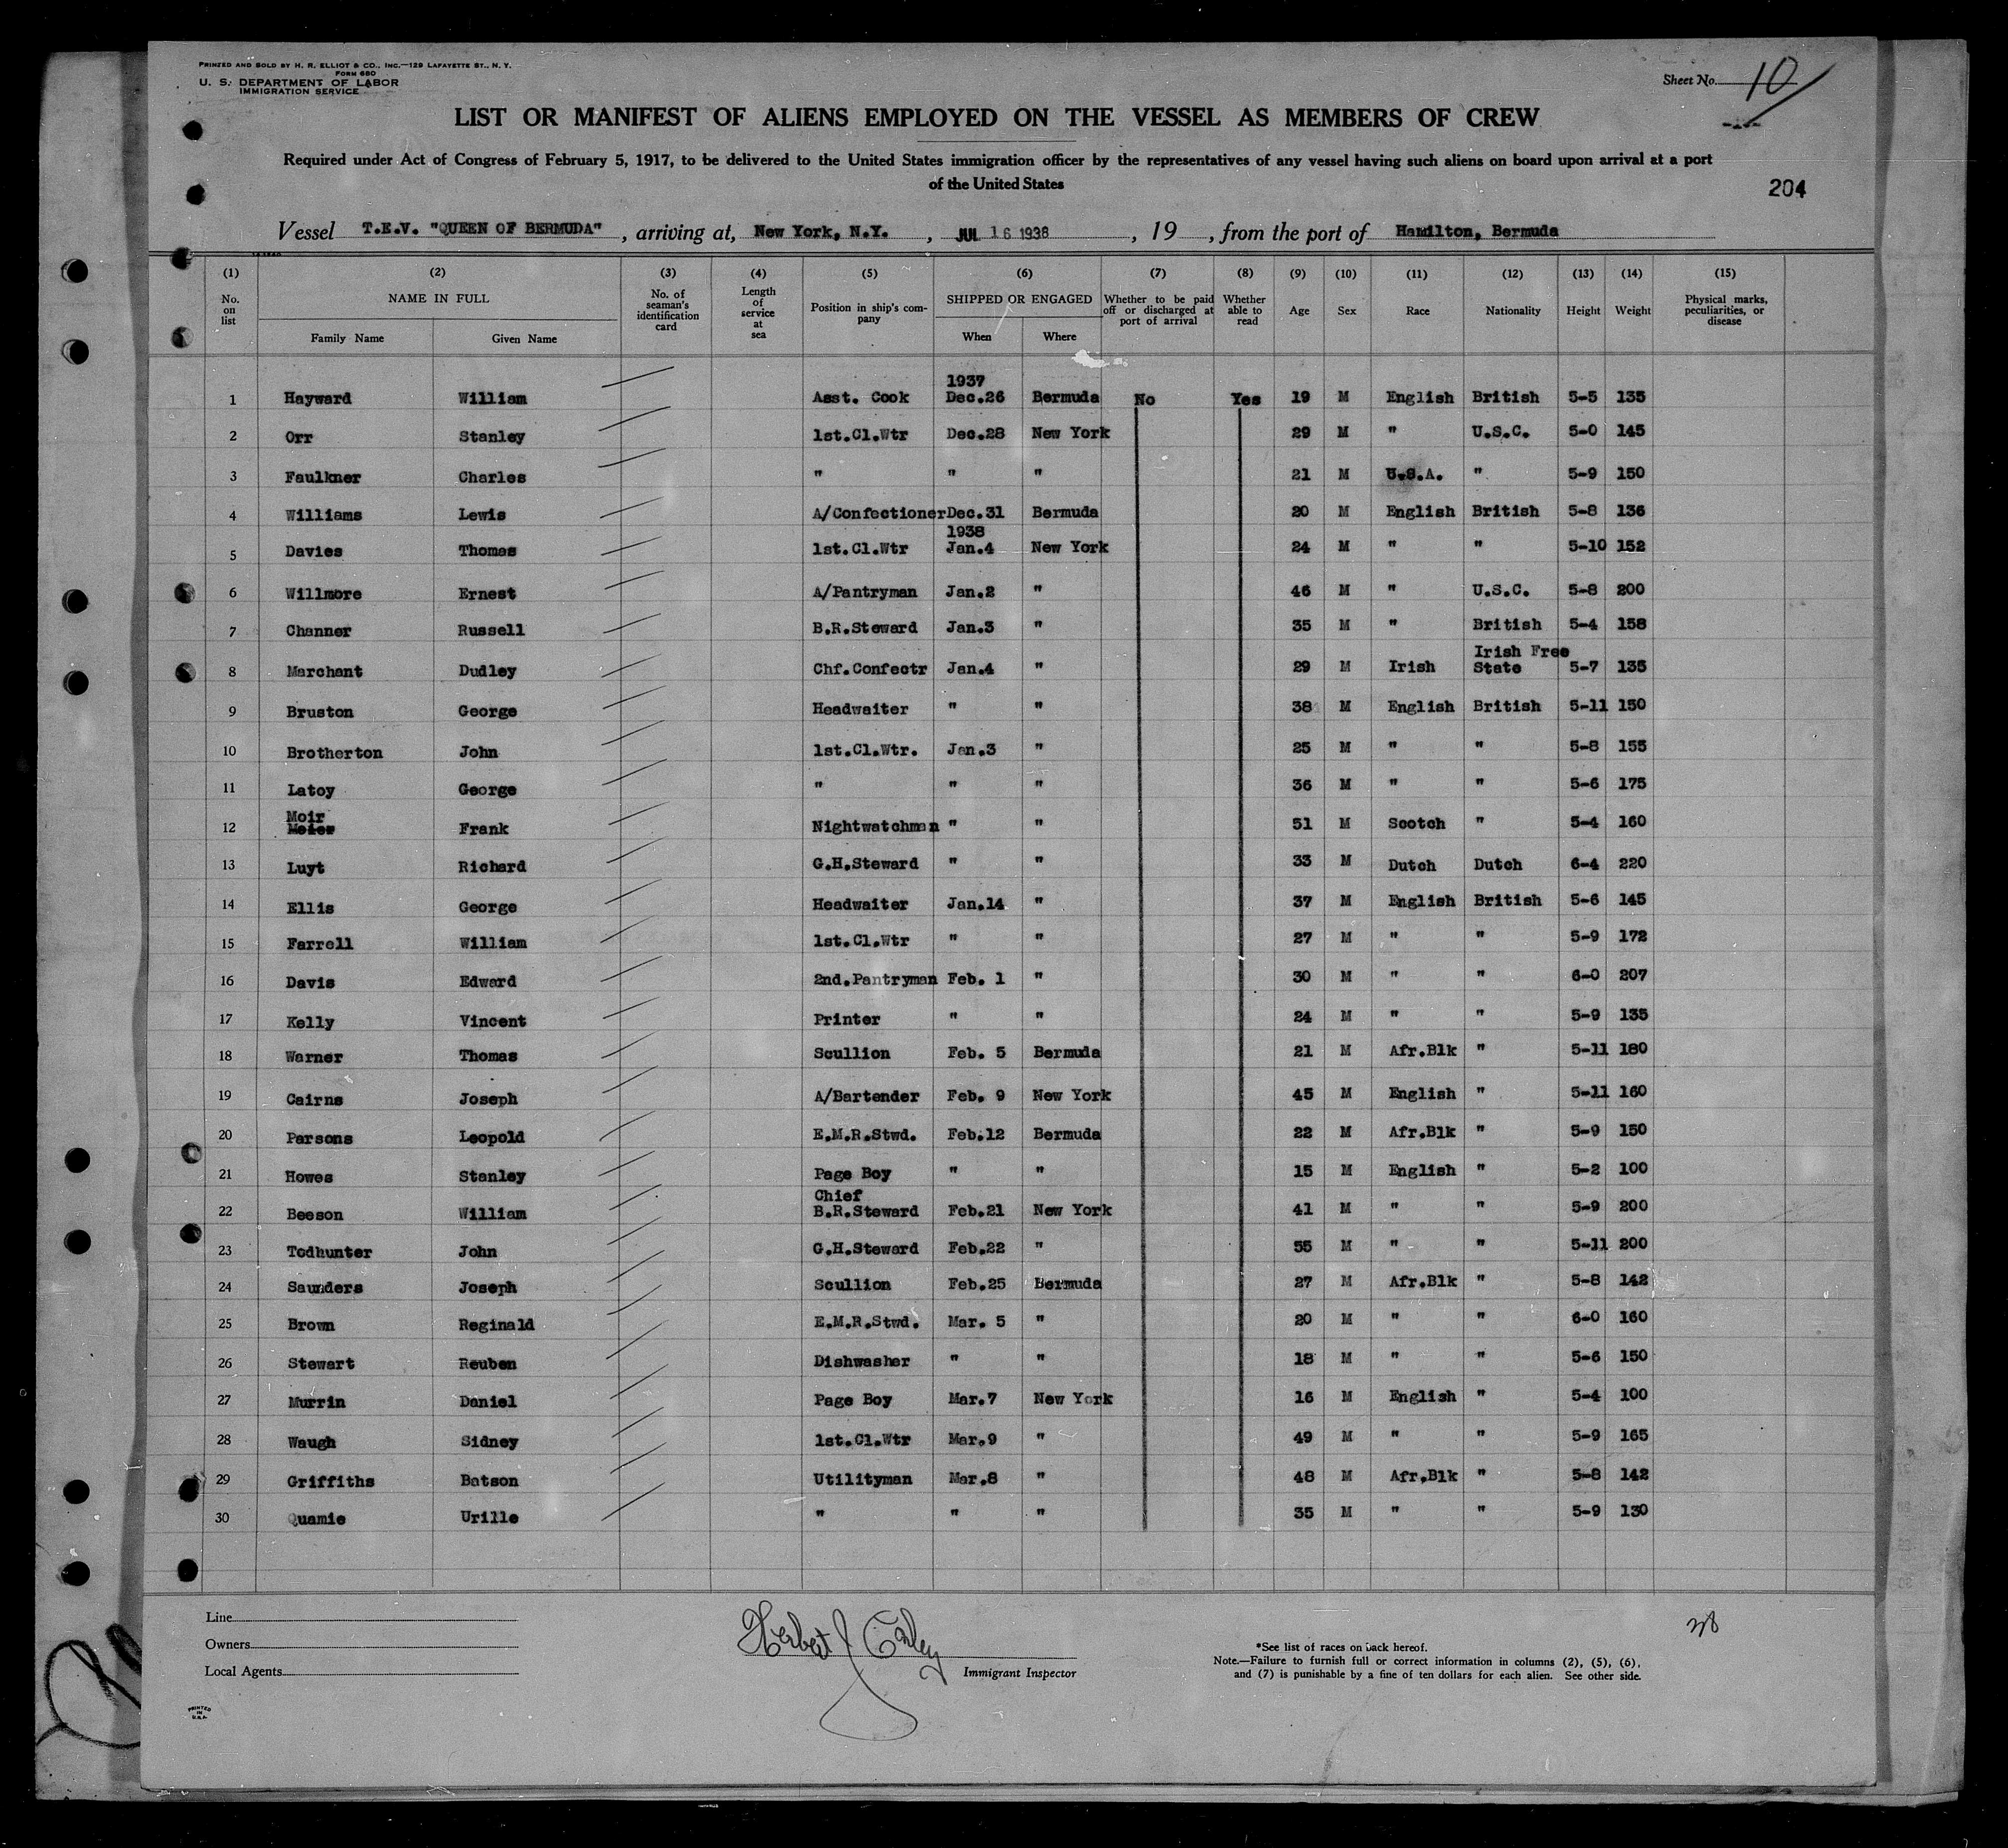 PRINTED AND SOLD BY H. R. ELLIOT & CO., INC.—129 LAFAYETTE ST., N. Y.
FORM 680
U. S. DEPARTMENT OF LABOR
IMMIGRATION SERVICE
Sheet No. 10
LIST OR MANIFEST OF ALIENS EMPLOYED ON THE VESSEL AS MEMBERS OF CREW
Required under Act of Congress of February 5, 1917, to be delivered to the United States immigration officer by the representatives of any vessel having such aliens on board upon arrival at a port
of the United States
204
Vessel T.E.V. "QUEEN OF BERMUDA", arriving at, New York, N.Y., JUL 16 1938, 19 , from the port of Hamilton, Bermuda
(1) (2) (3) (4) (5) (6) (7) (8) (9) (10) (11) (12) (13) (14) (15)
No. on list NAME IN FULL Family Name Given Name No. of seaman's identification card Length of service at sea Position in ship's company SHIPPED OR ENGAGED When Where Whether to be paid off or discharged at port of arrival Whether able to read Age Sex Race Nationality Height Weight Physical marks, peculiarities, or disease
1937
1 Hayward William Asst. Cook Dec.26 Bermuda No Yes 19 M English British 5-5 135
2 Orr Stanley 1st.Cl.Wtr Dec.28 New York 29 M " U.S.C. 5-0 145
3 Faulkner Charles " " " 21 M U.S.A. " 5-9 150
4 Williams Lewis A/Confectioner Dec.31 Bermuda 20 M English British 5-8 136
1938
5 Davies Thomas 1st.Cl.Wtr Jan.4 New York 24 M " " 5-10 152
6 Willmore Ernest A/Pantryman Jan.2 " 46 M " U.S.C. 5-8 200
7 Channer Russell B.R.Steward Jan.3 " 35 M " British 5-4 158
8 Marchant Dudley Chf.Confectr Jan.4 " 29 M Irish Irish Free State 5-7 135
9 Bruston George Headwaiter " " 38 M English British 5-11 150
10 Brotherton John 1st.Cl.Wtr. Jan.3 " 25 M " " 5-8 155
11 Latoy George " " " 36 M " " 5-6 175
Moir
12 Meier Frank Nightwatchman " " 51 M Scotch " 5-4 160
13 Luyt Richard G.H.Steward " " 33 M Dutch Dutch 6-4 220
14 Ellis George Headwaiter Jan.14 " 37 M English British 5-6 145
15 Farrell William 1st.Cl.Wtr " " 27 M " " 5-9 172
16 Davis Edward 2nd.Pantryman Feb. 1 " 30 M " " 6-0 207
17 Kelly Vincent Printer " " 24 M " " 5-9 135
18 Warner Thomas Scullion Feb. 5 Bermuda 21 M Afr.Blk " 5-11 180
19 Cairns Joseph A/Bartender Feb. 9 New York 45 M English " 5-11 160
20 Parsons Leopold E.M.R.Stwd. Feb.12 Bermuda 22 M Afr.Blk " 5-9 150
21 Howes Stanley Page Boy " " 15 M English " 5-2 100
Chief
22 Beeson William B.R.Steward Feb.21 New York 41 M " " 5-9 200
23 Todhunter John G.H.Steward Feb.22 " 55 M " " 5-11 200
24 Saunders Joseph Scullion Feb.25 Bermuda 27 M Afr.Blk " 5-8 142
25 Brown Reginald E.M.R.Stwd. Mar. 5 " 20 M " " 6-0 160
26 Stewart Reuben Dishwasher " " 18 M " " 5-6 150
27 Murrin Daniel Page Boy Mar.7 New York 16 M English " 5-4 100
28 Waugh Sidney 1st.Cl.Wtr Mar.9 " 49 M " " 5-9 165
29 Griffiths Batson Utilityman Mar.8 " 48 M Afr.Blk " 5-8 142
30 Quamie Urille " " " 35 M " " 5-9 130
Line
Owners
Local Agents
Herbert J
Immigrant Inspector
*See list of races on back hereof.
Note.—Failure to furnish full or correct information in columns (2), (5), (6),
and (7) is punishable by a fine of ten dollars for each alien. See other side.
PRINTED
IN
U.S.A.